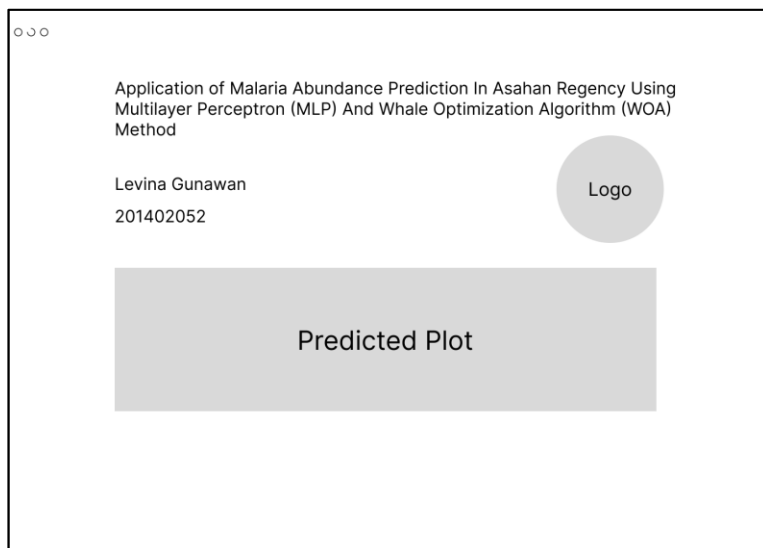 Application of Malaria Abundance Prediction In Asahan Regency Using
Multilayer Perceptron (MLP) And Whale Optimization Algorithm (WOA)
Method
Levina Gunawan
Logo
201402052
Predicted Plot